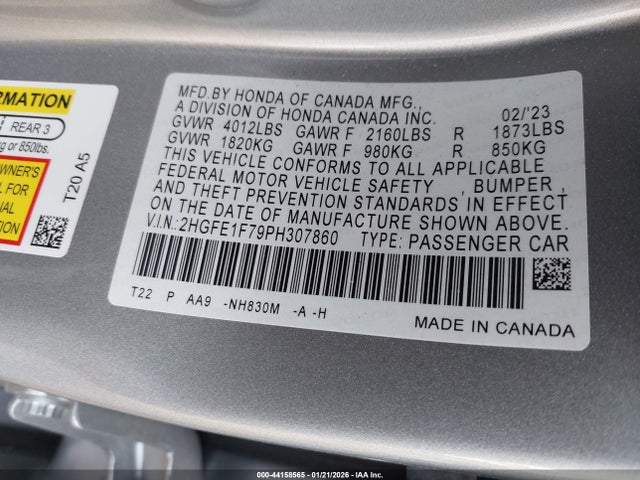 MFD.BY HONDA OF CANADA MFG.,
A DIVISION OF HONDA CANADA INC. 02/'23
GVWR 4012LBS GAWR F 2160LBS R 1873LBS
GVWR 1820KG GAWR F 980KG R 850KG
THIS VEHICLE CONFORMS TO ALL APPLICABLE
FEDERAL MOTOR VEHICLE SAFETY , BUMPER ,
AND THEFT PREVENTION STANDARDS IN EFFECT
ON THE DATE OF MANUFACTURE SHOWN ABOVE.
V.I.N.:2HGFE1F79PH307860 TYPE: PASSENGER CAR
T22 P AA9 -NH830M -A -H
MADE IN CANADA
RMATION
REAR 3
or 850lbs.
WNER'S
FOR
NAL
TION
T20 A5
000-44158565 - 01/21/2026 - IAA Inc.